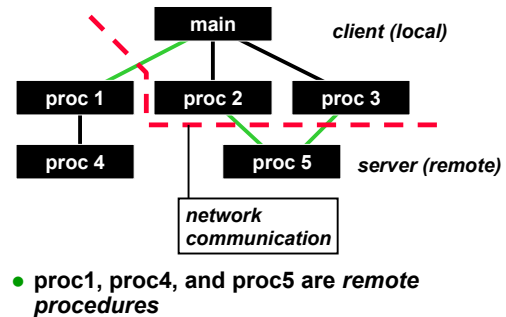 main
client (local)
proc 1
proc 2
proc 3
proc 4
proc 5
server (remote)
network
communication
• proc1, proc4, and proc5 are remote
procedures